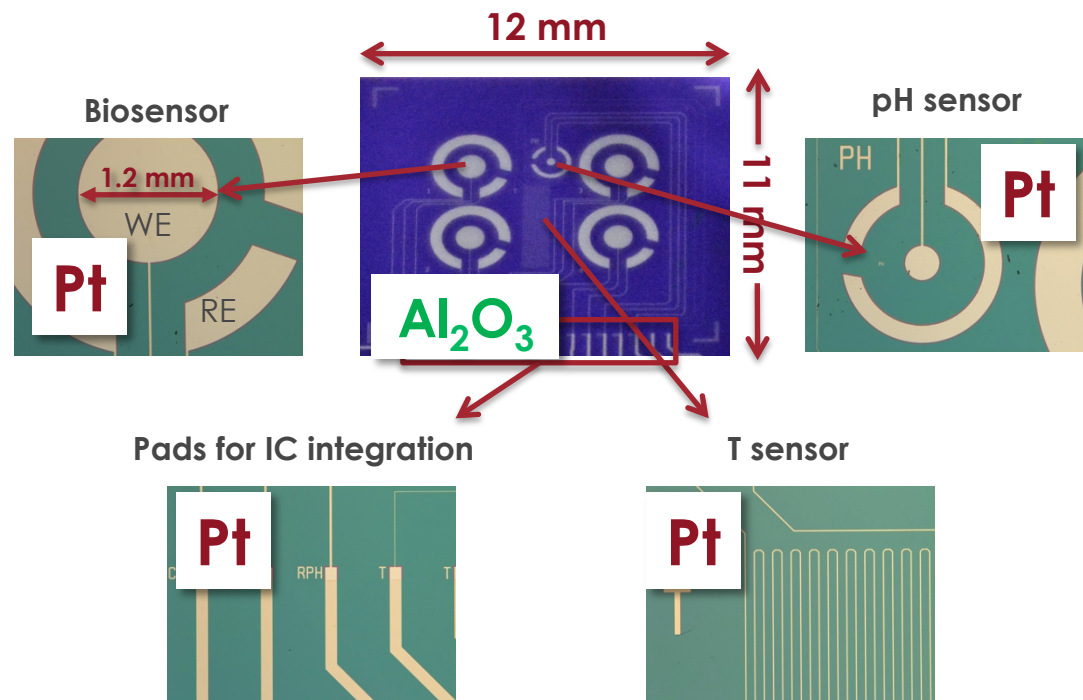 12 mm
Biosensor
pH sensor
1.2 mm
WE
Pt
RE
11 mm
PH
Pt
Al₂O₃
Pads for IC integration
T sensor
Pt
C
RPH
T
T
Pt